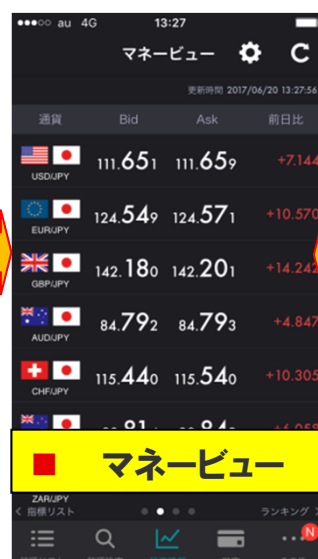 au 4G 13:27
マネービュー
更新時間 2017/06/20 13:27:56
通貨 Bid Ask 前日比
USD/JPY 111.651 111.659 +7.144
EUR/JPY 124.549 124.571 +10.570
GBP/JPY 142.180 142.201 +14.242
AUD/JPY 84.792 84.793 +4.847
CHF/JPY 115.440 115.540 +10.305
■ マネービュー
ZAR/JPY
< 指標リスト ランキング >
N